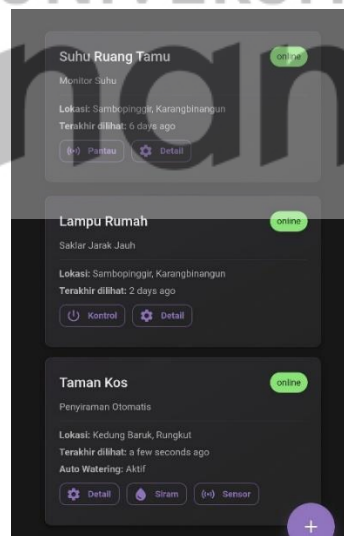 UNIVERSI
nan
Suhu Ruang Tamu
online
Monitor Suhu
Lokasi: Sambopinggir, Karangbinangun
Terakhir dilihat: 6 days ago
Pantau Detail
Lampu Rumah
online
Saklar Jarak Jauh
Lokasi: Sambopinggir, Karangbinangun
Terakhir dilihat: 2 days ago
Kontrol Detail
Taman Kos
online
Penyiraman Otomatis
Lokasi: Kedung Baruk, Rungkut
Terakhir dilihat: a few seconds ago
Auto Watering: Aktif
Detail Siram Sensor
+